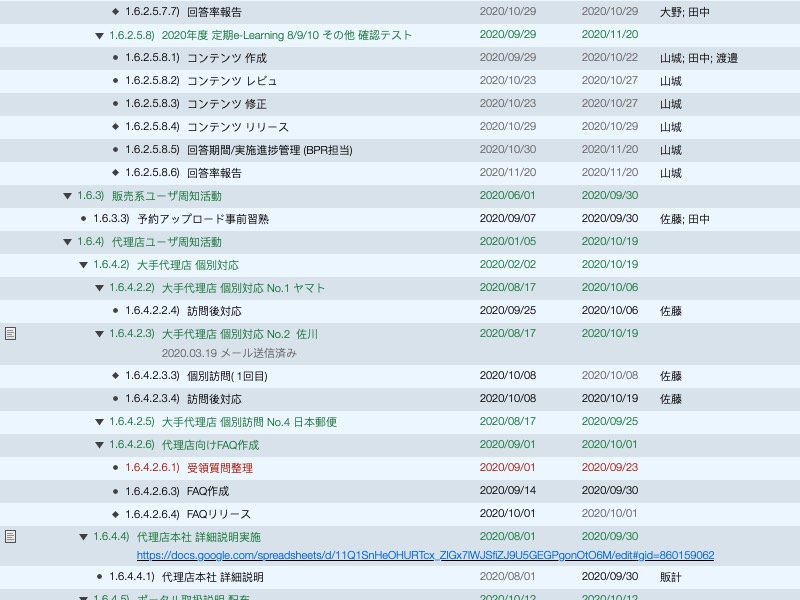 1.6.2.5.7.7) 回答率報告 2020/10/29 2020/10/29 大野; 田中
1.6.2.5.8) 2020年度 定期e-Learning 8/9/10 その他 確認テスト 2020/09/29 2020/11/20
1.6.2.5.8.1) コンテンツ 作成 2020/09/29 2020/10/22 山城; 田中; 渡邉
1.6.2.5.8.2) コンテンツ レビュ 2020/10/23 2020/10/27 山城
1.6.2.5.8.3) コンテンツ 修正 2020/10/23 2020/10/27 山城
1.6.2.5.8.4) コンテンツ リリース 2020/10/29 2020/10/29 山城
1.6.2.5.8.5) 回答期間/実施進捗管理 (BPR担当) 2020/10/30 2020/11/20 山城
1.6.2.5.8.6) 回答率報告 2020/11/20 2020/11/20 山城
1.6.3) 販売系ユーザ周知活動 2020/06/01 2020/09/30
1.6.3.3) 予約アップロード事前習熟 2020/09/07 2020/09/30 佐藤; 田中
1.6.4) 代理店ユーザ周知活動 2020/01/05 2020/10/19
1.6.4.2) 大手代理店 個別対応 2020/02/02 2020/10/19
1.6.4.2.2) 大手代理店 個別対応 No.1 ヤマト 2020/08/17 2020/10/06
1.6.4.2.2.4) 訪問後対応 2020/09/25 2020/10/06 佐藤
1.6.4.2.3) 大手代理店 個別対応 No.2 佐川 2020/08/17 2020/10/19
2020.03.19 メール送信済み
1.6.4.2.3.3) 個別訪問( 1回目) 2020/10/08 2020/10/08 佐藤
1.6.4.2.3.4) 訪問後対応 2020/10/08 2020/10/19 佐藤
1.6.4.2.5) 大手代理店 個別訪問 No.4 日本郵便 2020/08/17 2020/09/25
1.6.4.2.6) 代理店向けFAQ作成 2020/09/01 2020/10/01
1.6.4.2.6.1) 受領質問整理 2020/09/01 2020/09/23
1.6.4.2.6.3) FAQ作成 2020/09/14 2020/09/30
1.6.4.2.6.4) FAQリリース 2020/10/01 2020/10/01
1.6.4.4) 代理店本社 詳細説明実施 2020/08/01 2020/09/30
https://docs.google.com/spreadsheets/d/11Q1SnHeOHURTcx_ZlGx7lWJSfiZJ9U5GEGPgonOtO6M/edit#gid=860159062
1.6.4.4.1) 代理店本社 詳細説明 2020/08/01 2020/09/30 販計
1.6.4.5) ポータル取扱説明 配布 2020/10/12 2020/10/12